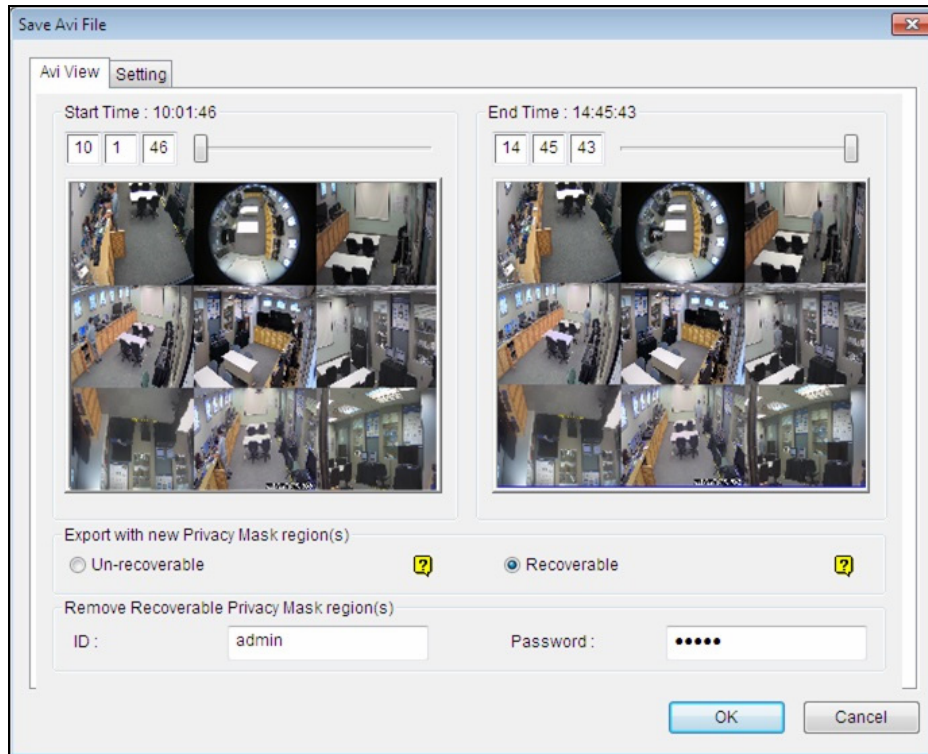 Save Avi File
Avi View Setting
Start Time : 10:01:46
10 1 46
End Time : 14:45:43
14 45 43
Export with new Privacy Mask region(s)
Un-recoverable ? Recoverable ?
Remove Recoverable Privacy Mask region(s)
ID : admin Password : •••••
OK Cancel